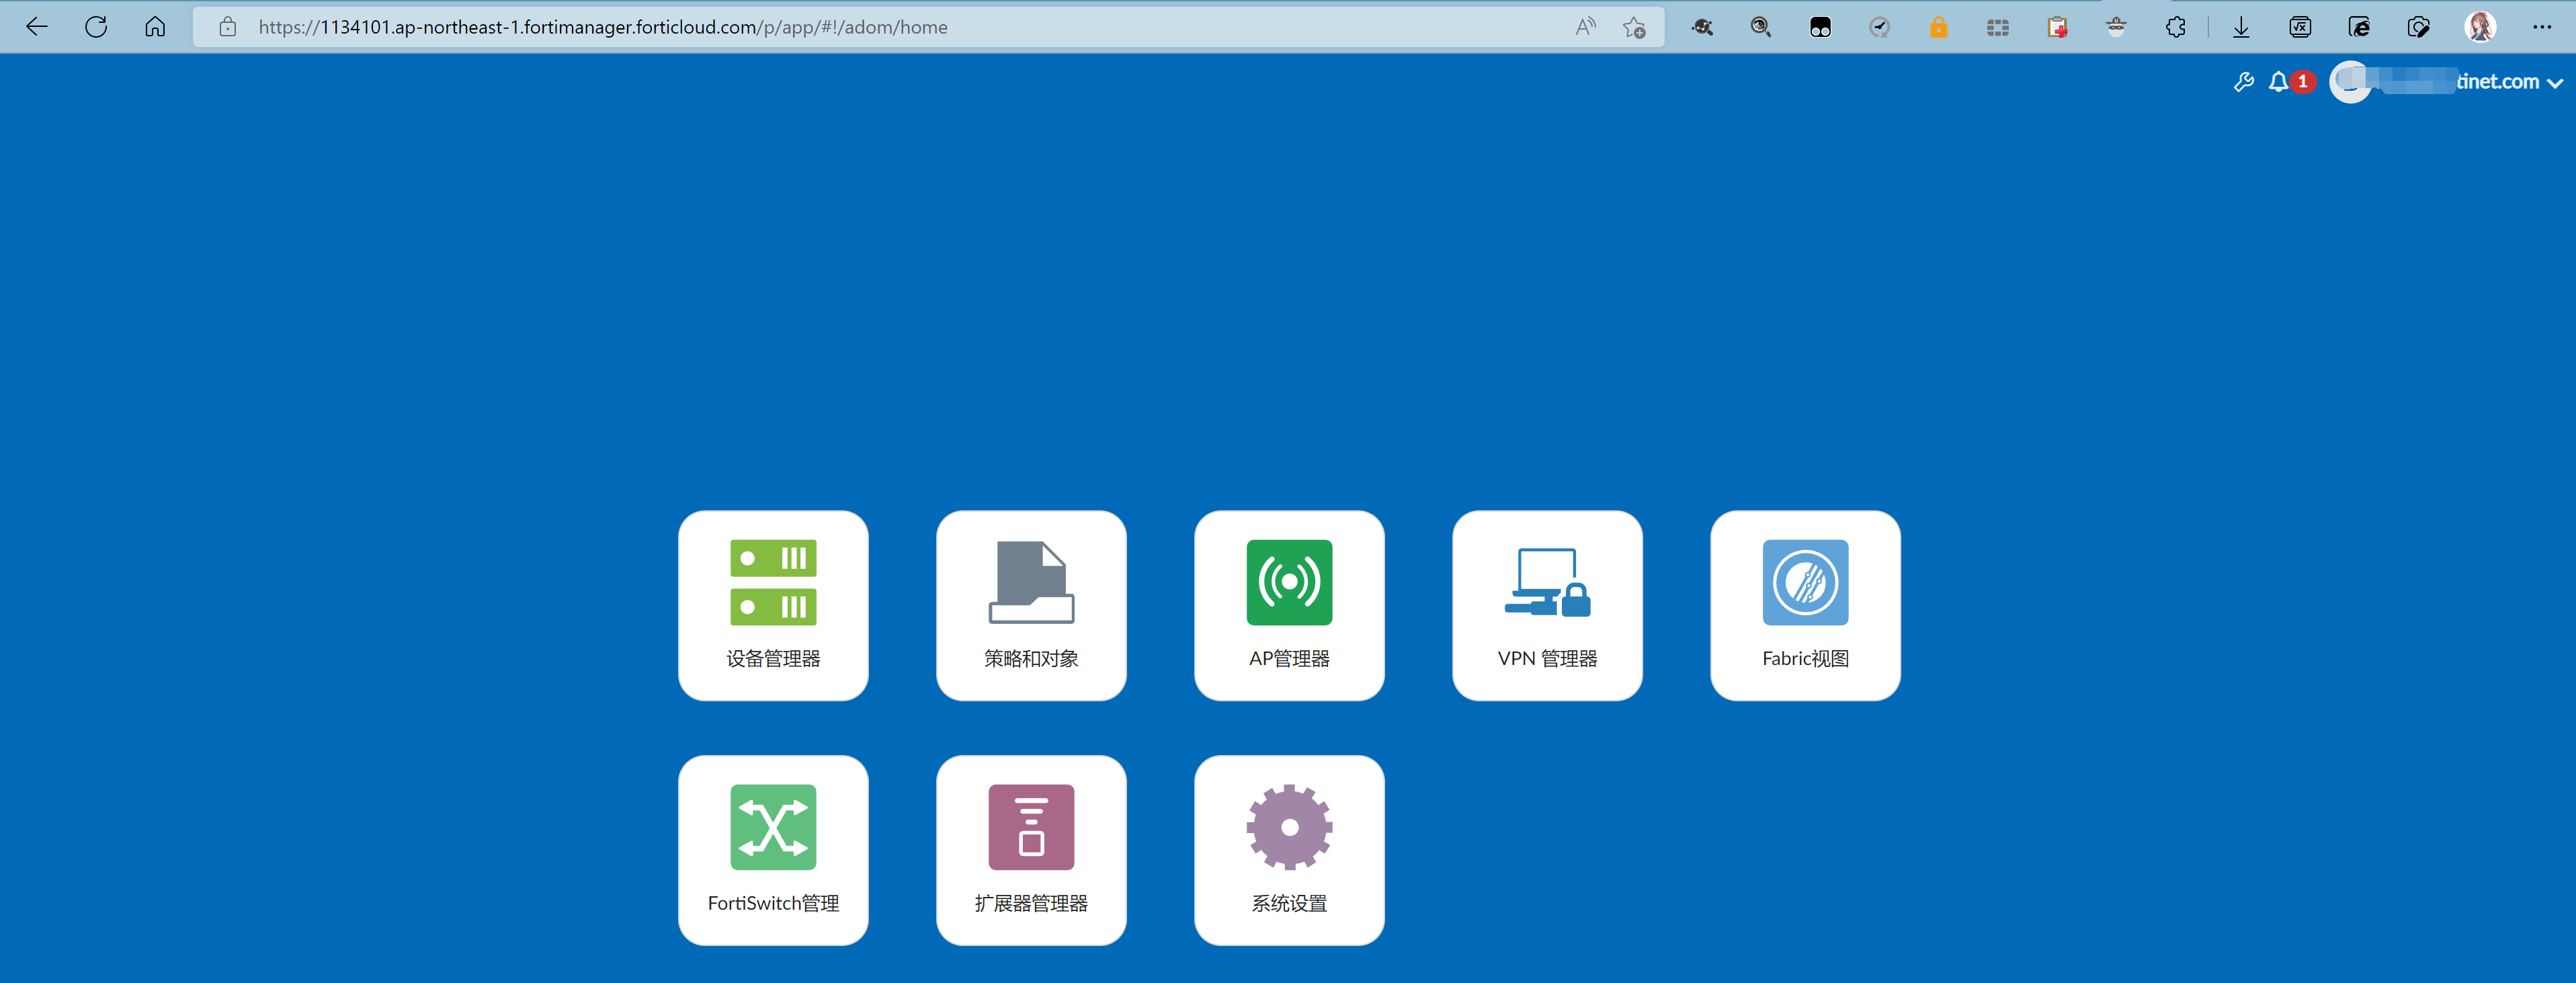 https://1134101.ap-northeast-1.fortimanager.forticloud.com/p/app/#!/adom/home
1 tinet.com
设备管理器 策略和对象 AP管理器 VPN 管理器 Fabric视图
FortiSwitch管理 扩展器管理器 系统设置